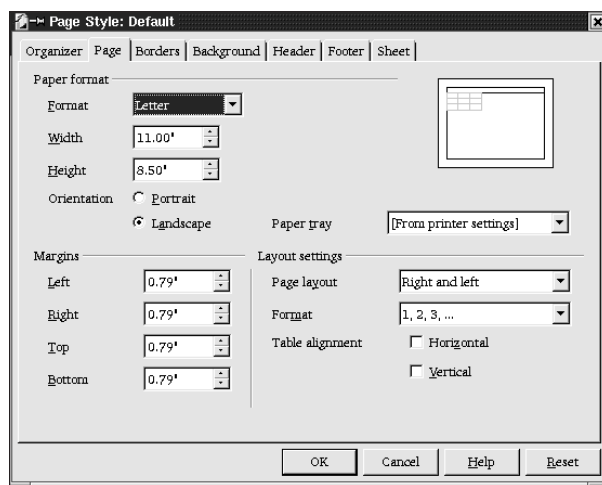 Page Style: Default
Organizer Page Borders Background Header Footer Sheet
Paper format
Format Letter
Width 11.00"
Height 8.50"
Orientation Portrait
Landscape
Paper tray [From printer settings]
Margins
Left 0.79"
Right 0.79"
Top 0.79"
Bottom 0.79"
Layout settings
Page layout Right and left
Format 1, 2, 3, ...
Table alignment Horizontal
Vertical
OK Cancel Help Reset